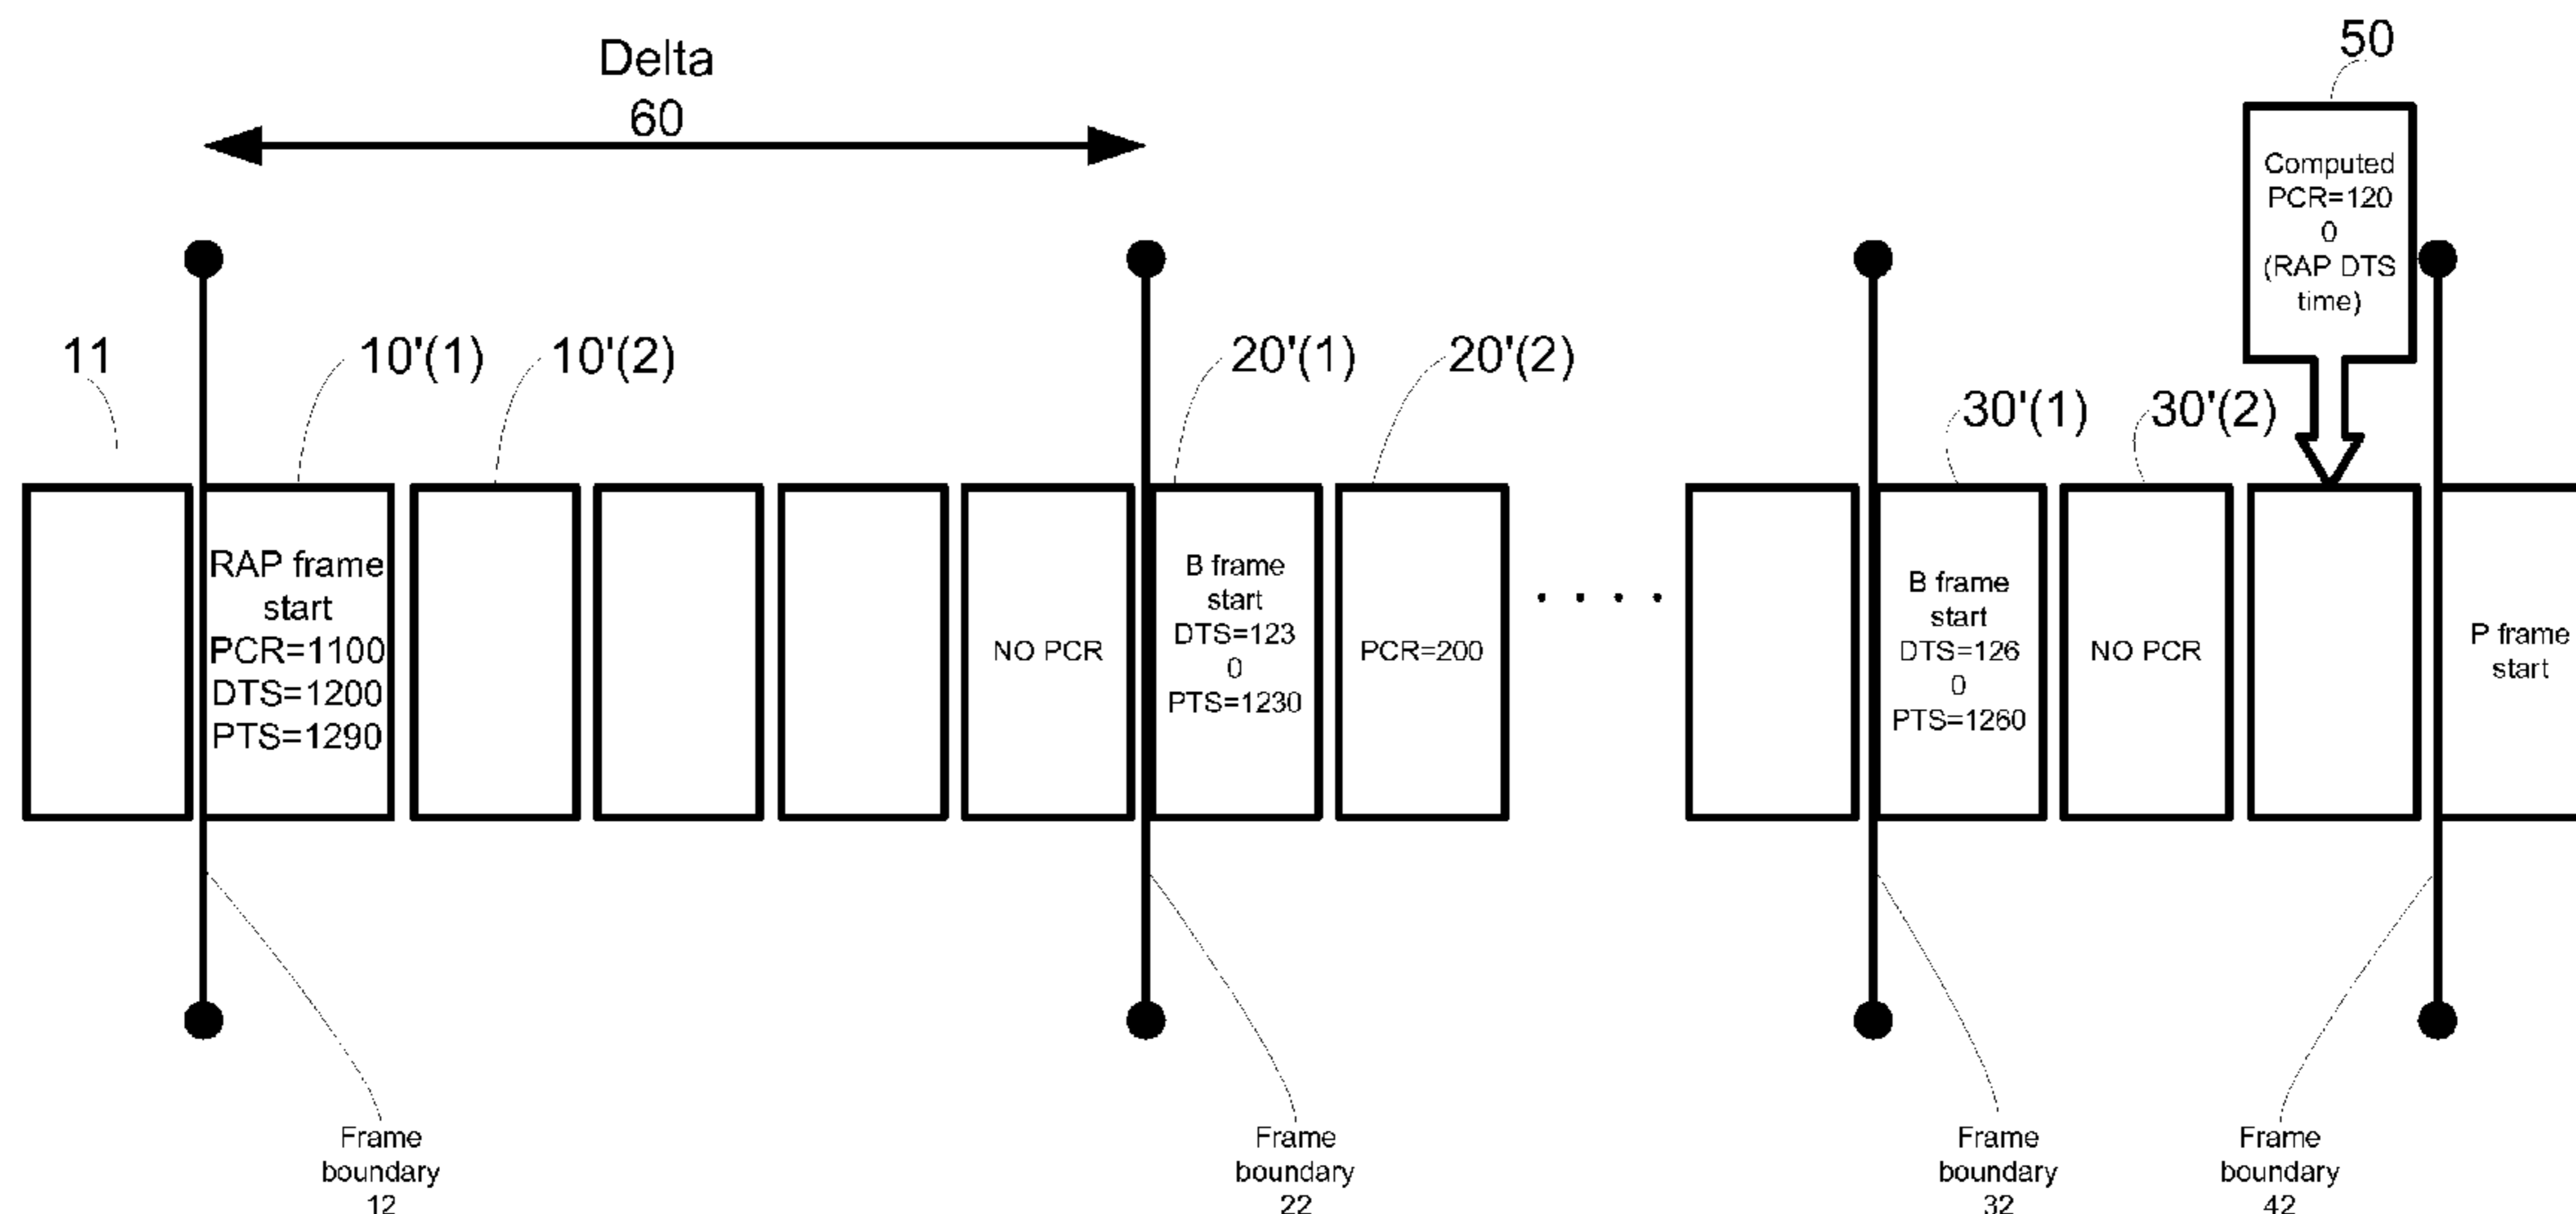 Delta
60
50
Computed
PCR=120
0
(RAP DTS
time)
11
10'(1)
10'(2)
20'(1)
20'(2)
30'(1)
30'(2)
RAP frame
start
PCR=1100
DTS=1200
PTS=1290
NO PCR
B frame
start
DTS=123
0
PTS=1230
PCR=200
B frame
start
DTS=126
0
PTS=1260
NO PCR
P frame
start
Frame
boundary
12
Frame
boundary
22
Frame
boundary
32
Frame
boundary
42